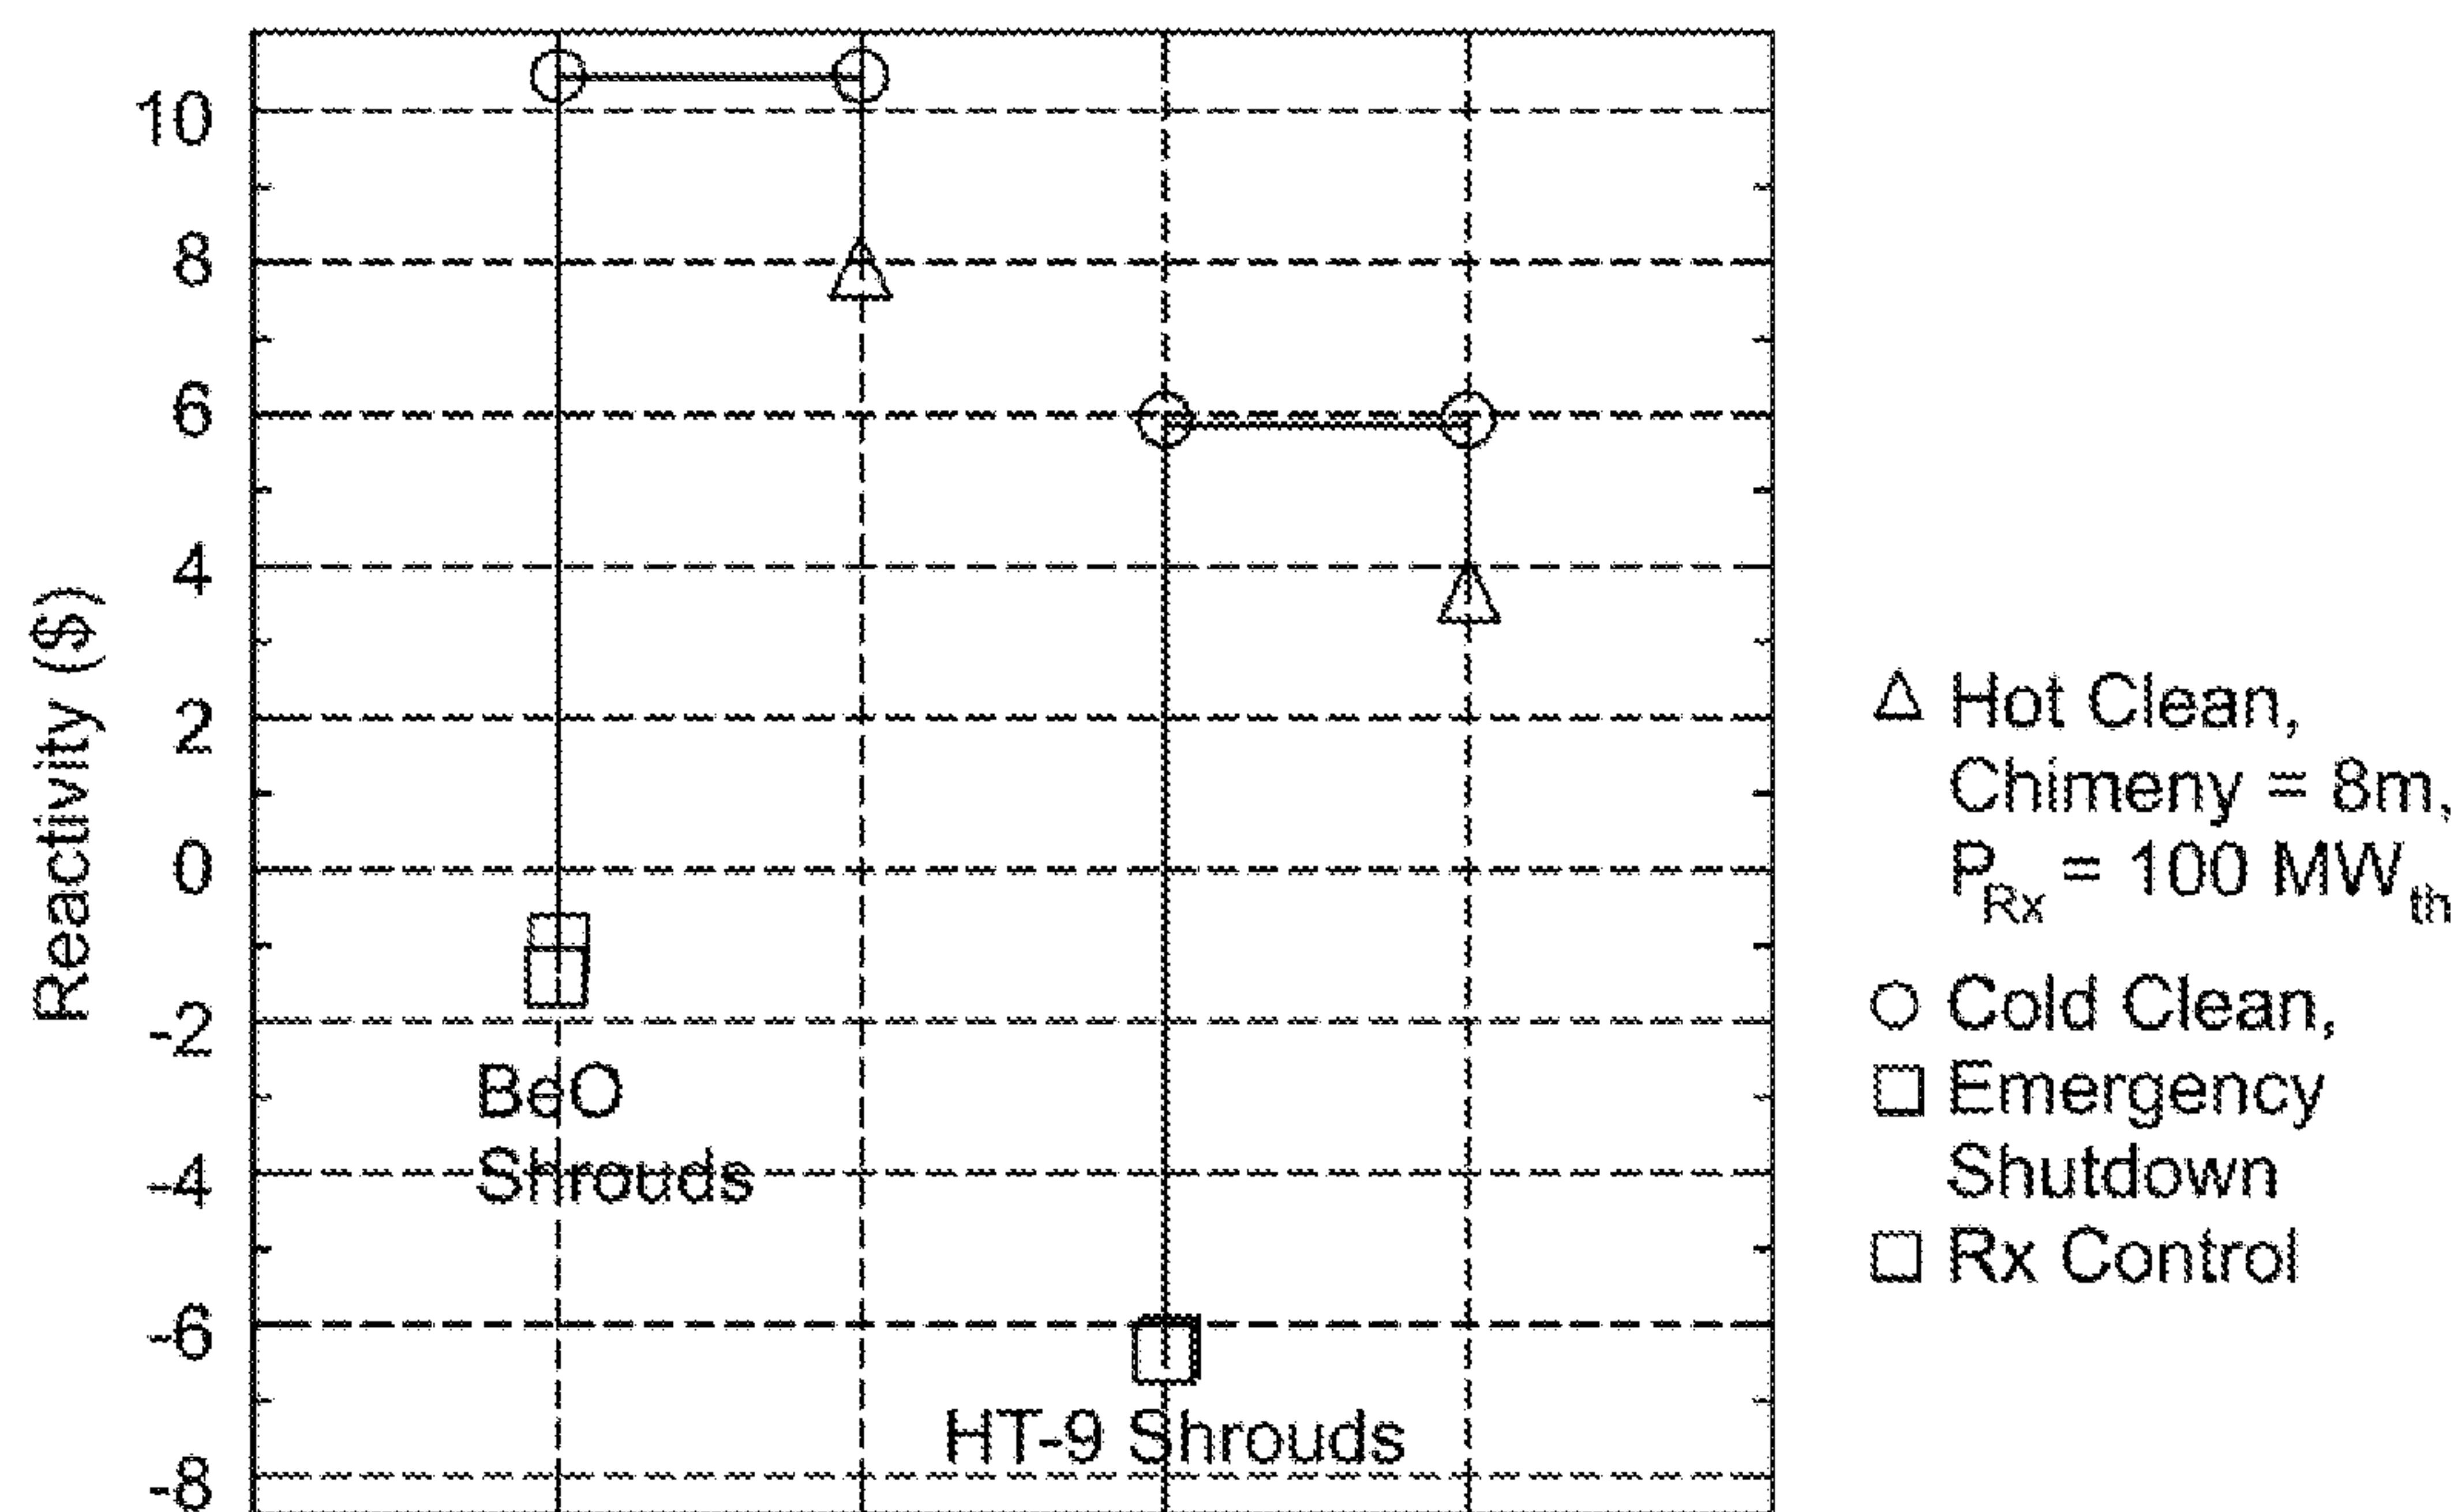 10
8
6
4
2
0
-2
-4
-6
-8
Reactivity ($)
BeO
Shrouds
HT-9 Shrouds
Hot Clean,
Chimeny = 8m,
P_Rx = 100 MW_th
Cold Clean,
Emergency
Shutdown
Rx Control